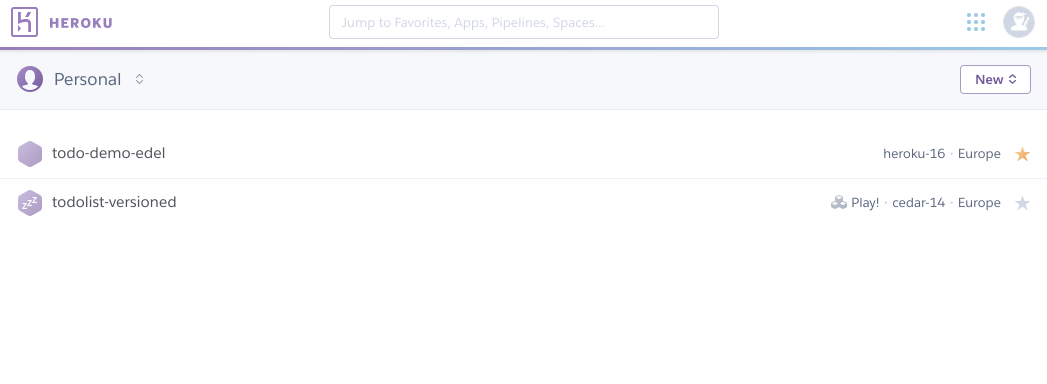 HEROKU
Jump to Favorites, Apps, Pipelines, Spaces...
Personal
New
todo-demo-edel
heroku-16 · Europe
zzZ
todolist-versioned
Play! · cedar-14 · Europe